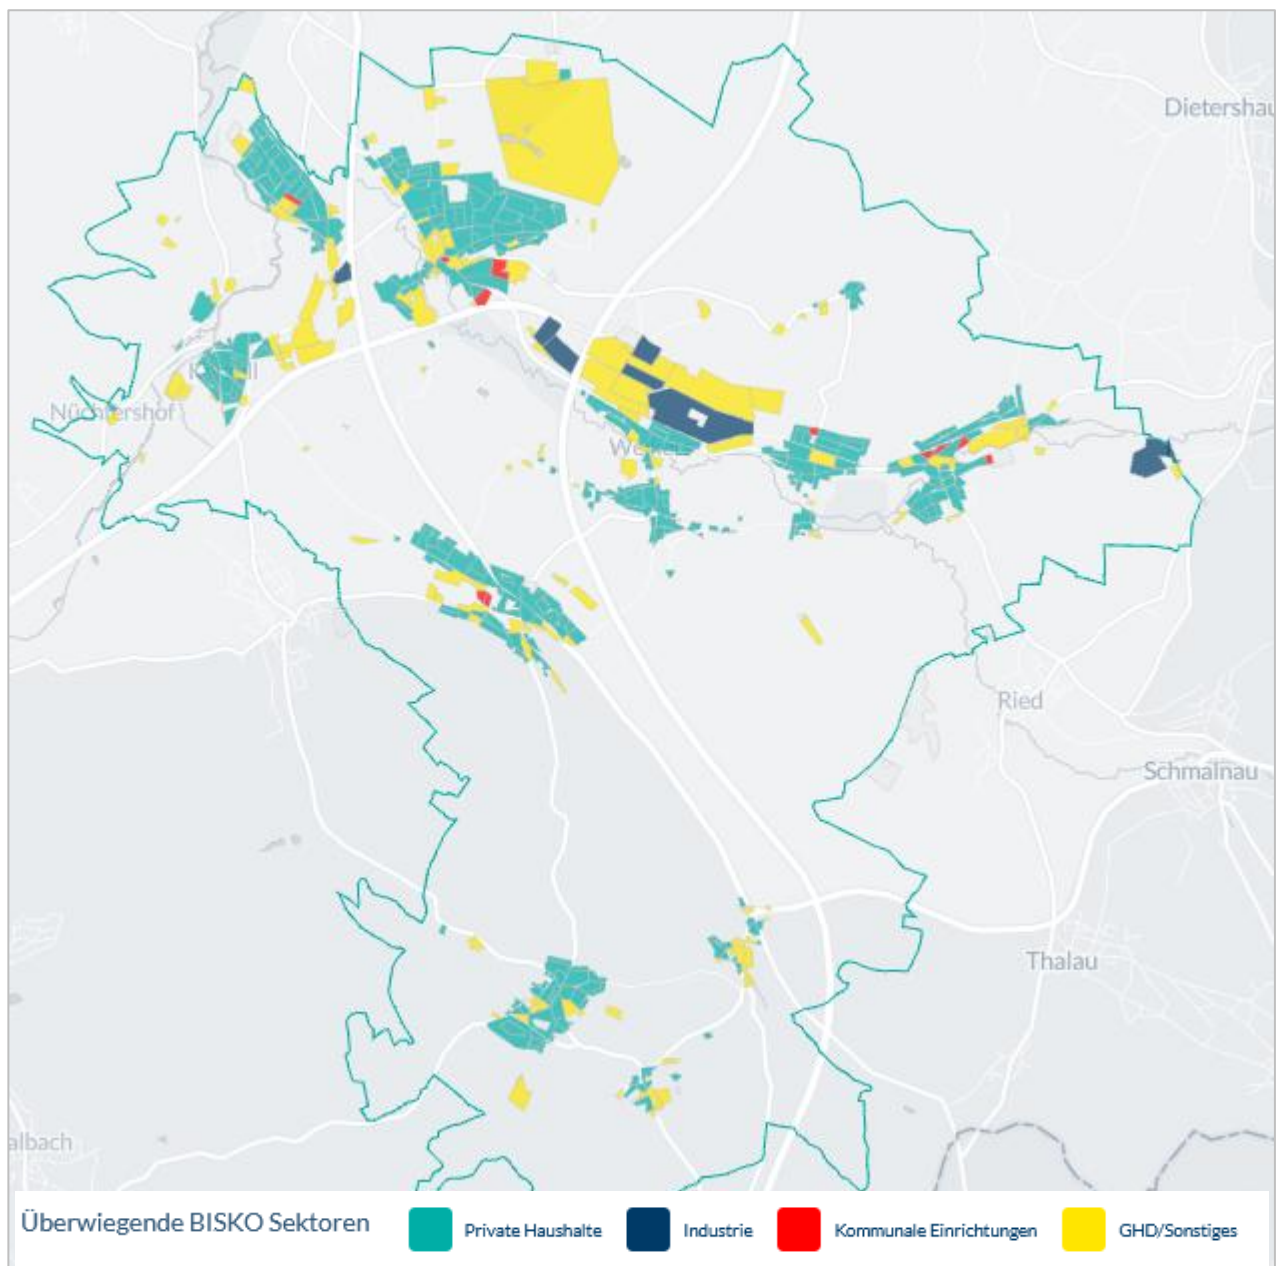 Dietershau
Nüchtershof
Ried
Schmalnau
Thalau
albach
Überwiegende BISKO Sektoren
Private Haushalte
Industrie
Kommunale Einrichtungen
GHD/Sonstiges